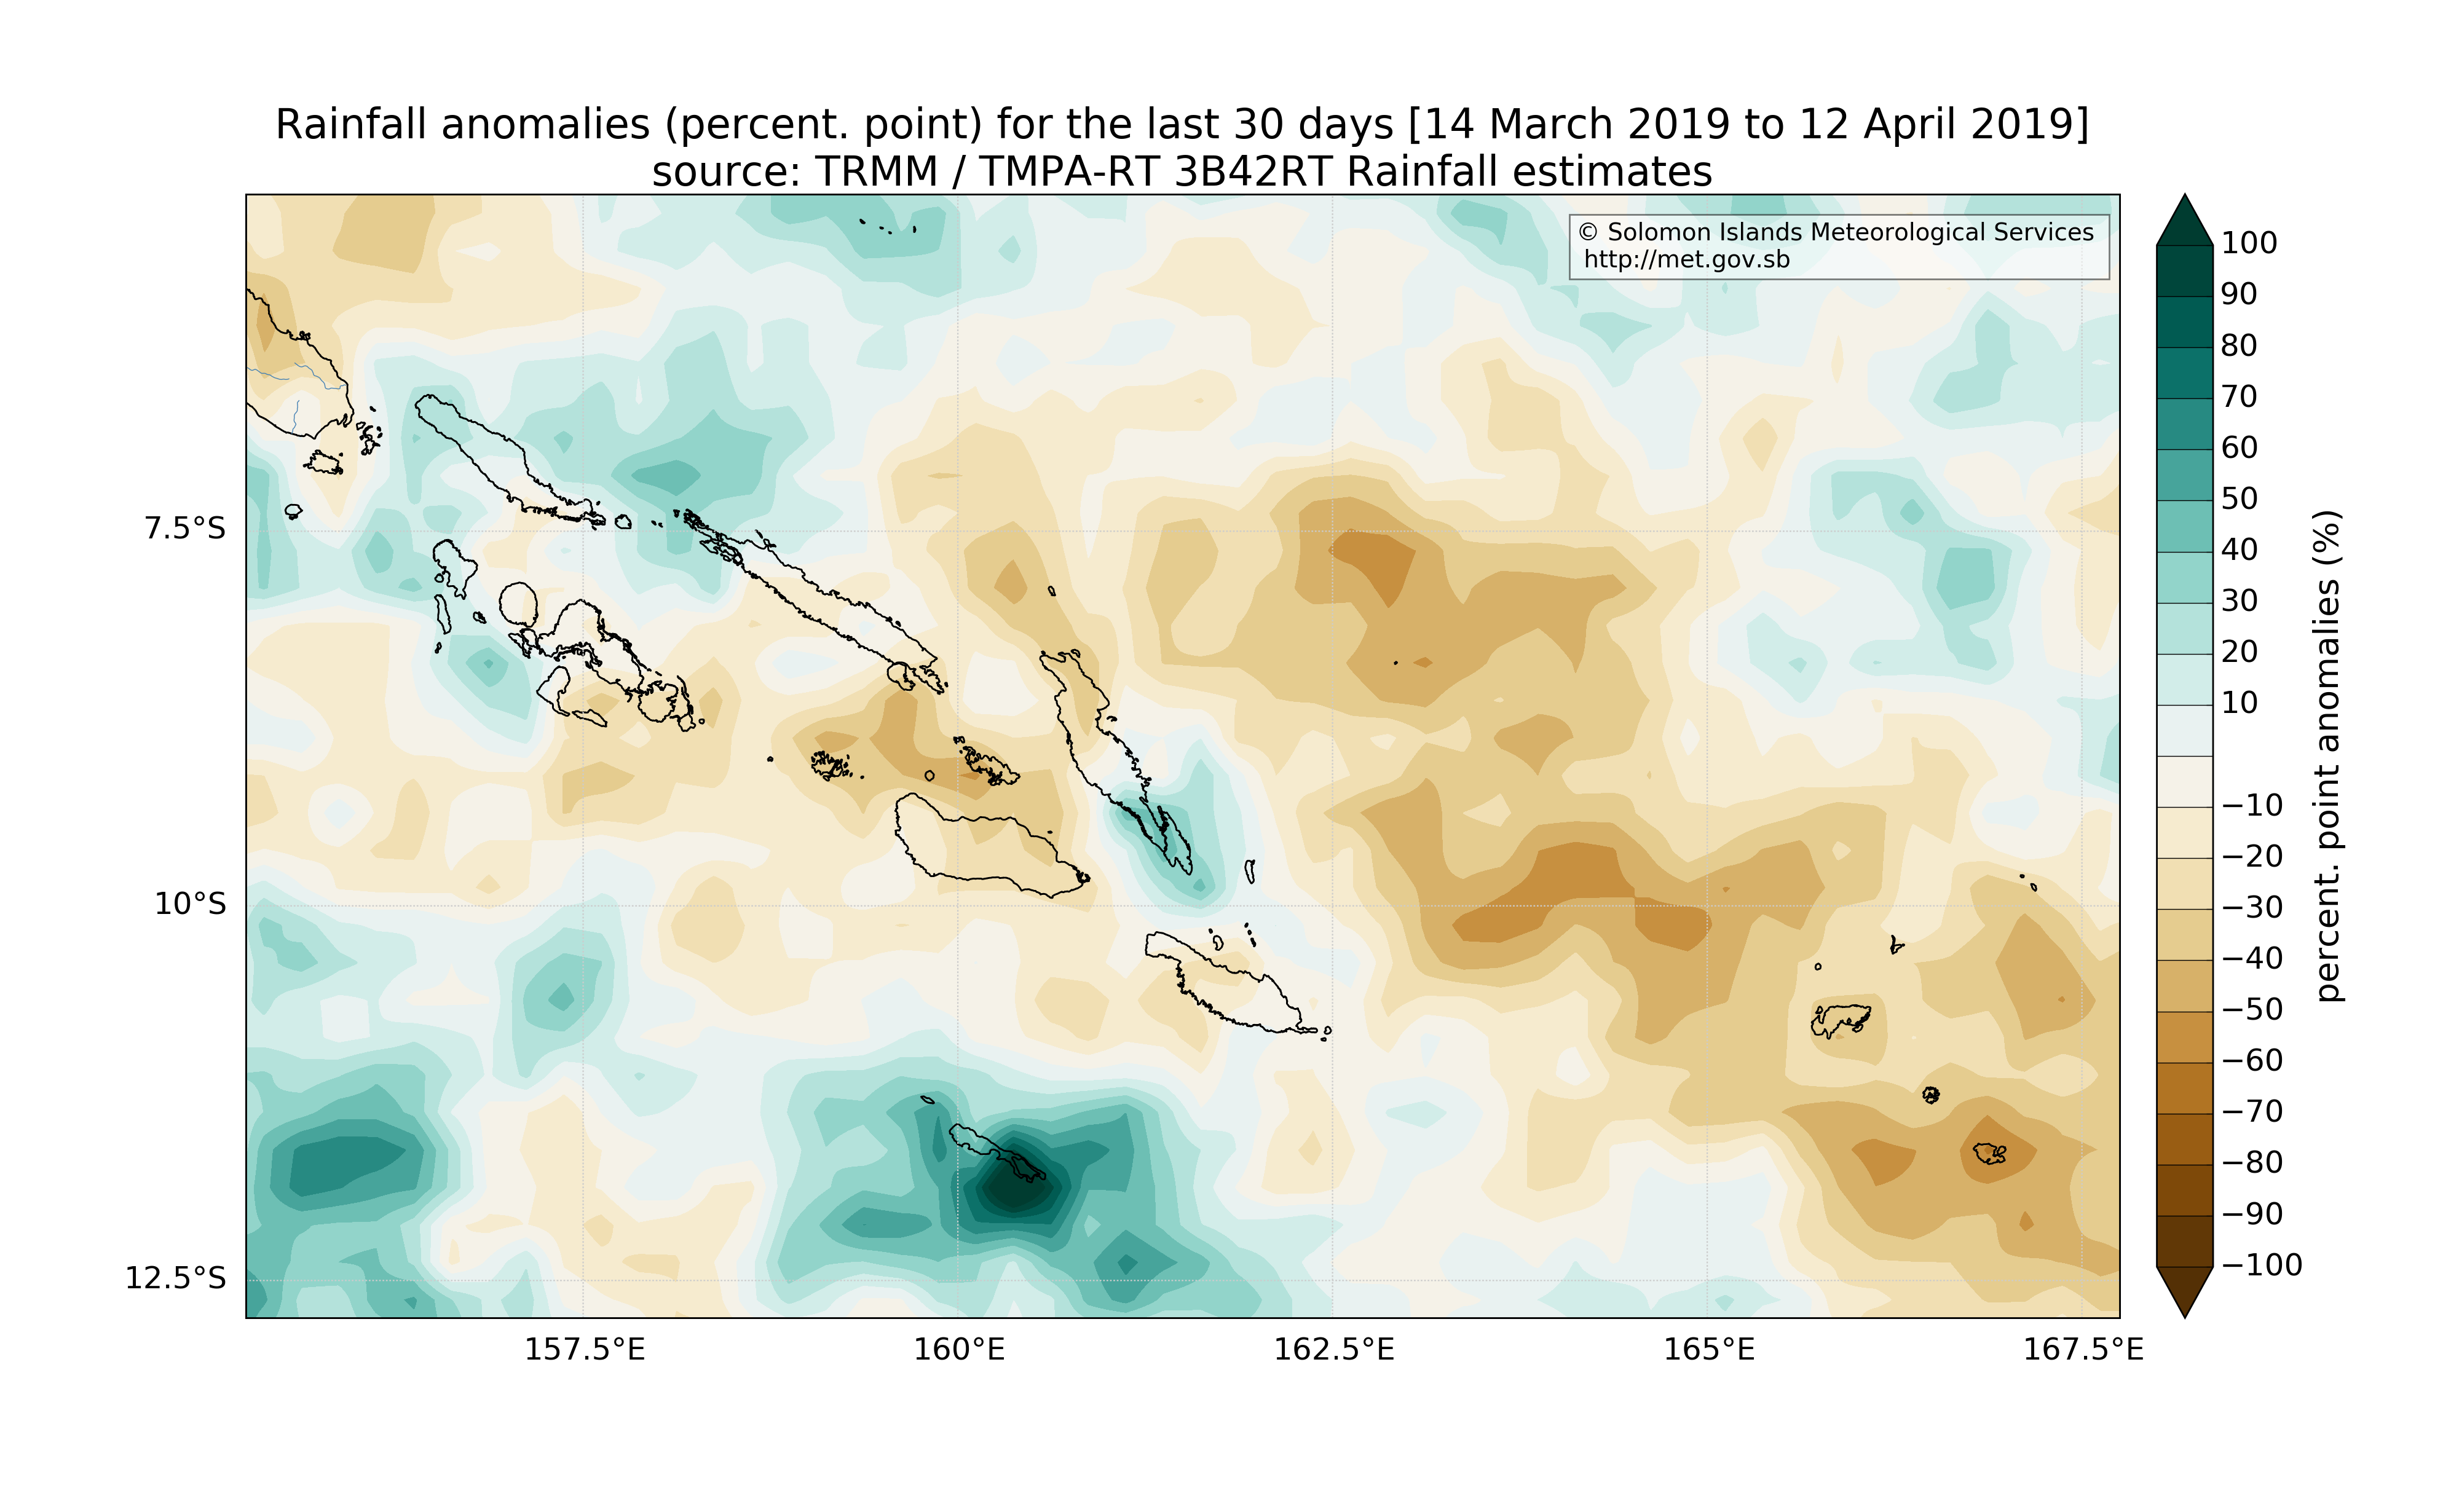 Rainfall anomalies (percent. point) for the last 30 days [14 March 2019 to 12 April 2019]
source: TRMM / TMPA-RT 3B42RT Rainfall estimates
© Solomon Islands Meteorological Services
http://met.gov.sb
7.5°S
10°S
12.5°S
157.5°E
160°E
162.5°E
165°E
167.5°E
100
90
80
70
60
50
40
30
20
10
−10
−20
−30
−40
−50
−60
−70
−80
−90
−100
percent. point anomalies (%)